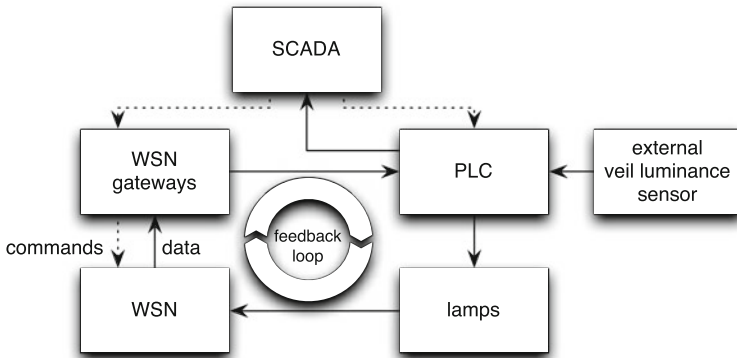 SCADA
WSN
gateways
PLC
external
veil luminance
sensor
commands
data
feedback
loop
WSN
lamps